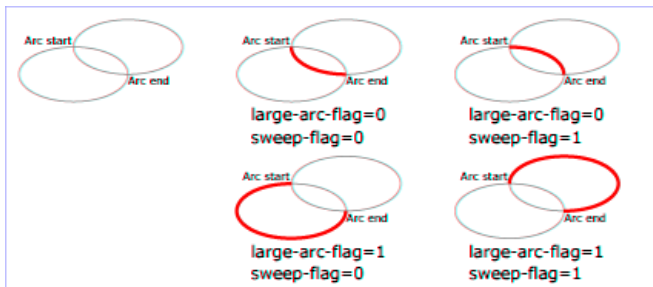 Arc start
Arc end
Arc start
Arc end
large-arc-flag=0
sweep-flag=0
Arc start
Arc end
large-arc-flag=0
sweep-flag=1
Arc start
Arc end
large-arc-flag=1
sweep-flag=0
Arc start
Arc end
large-arc-flag=1
sweep-flag=1